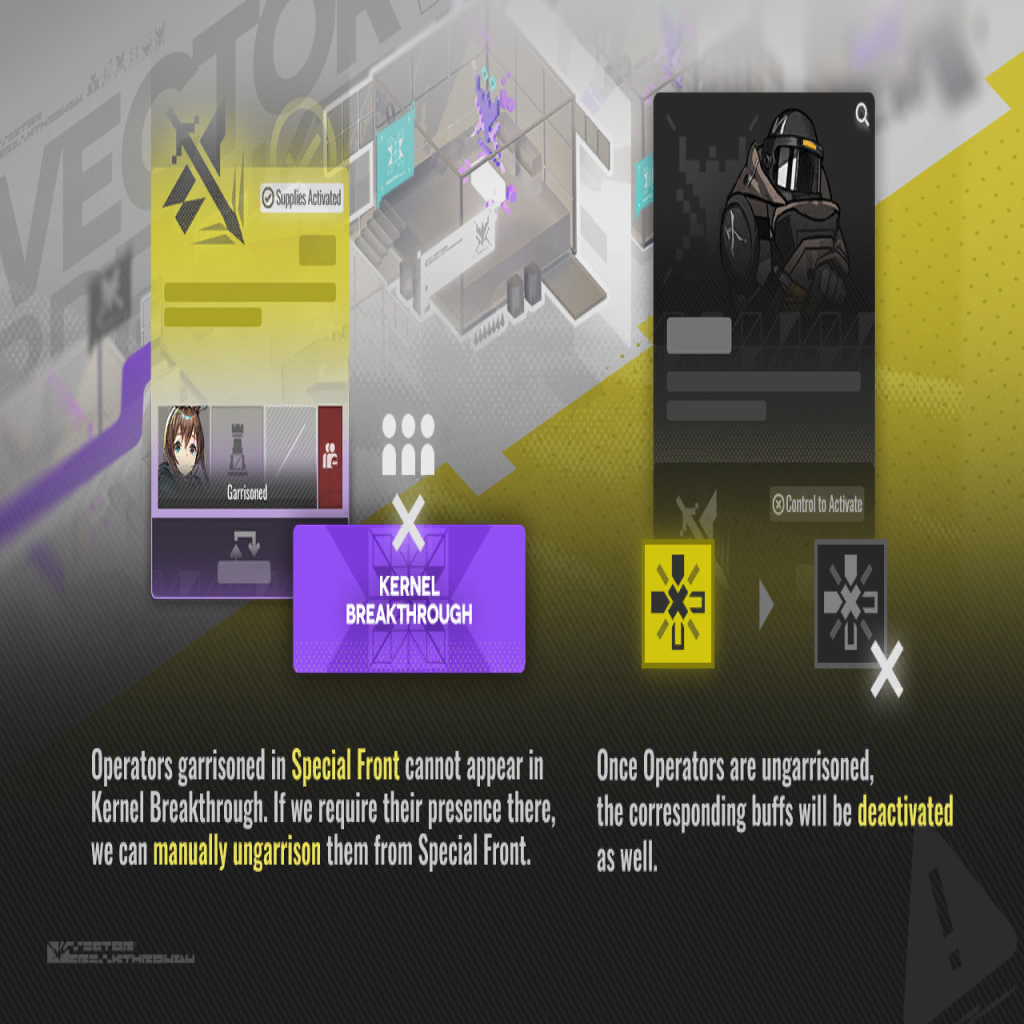 VECTOR
Supplies Activated
Garrisoned
KERNEL
BREAKTHROUGH
Control to Activate
Operators garrisoned in Special Front cannot appear in
Kernel Breakthrough. If we require their presence there,
we can manually ungarrison them from Special Front.
Once Operators are ungarrisoned,
the corresponding buffs will be deactivated
as well.
VECTOR
BREAKTHROUGH